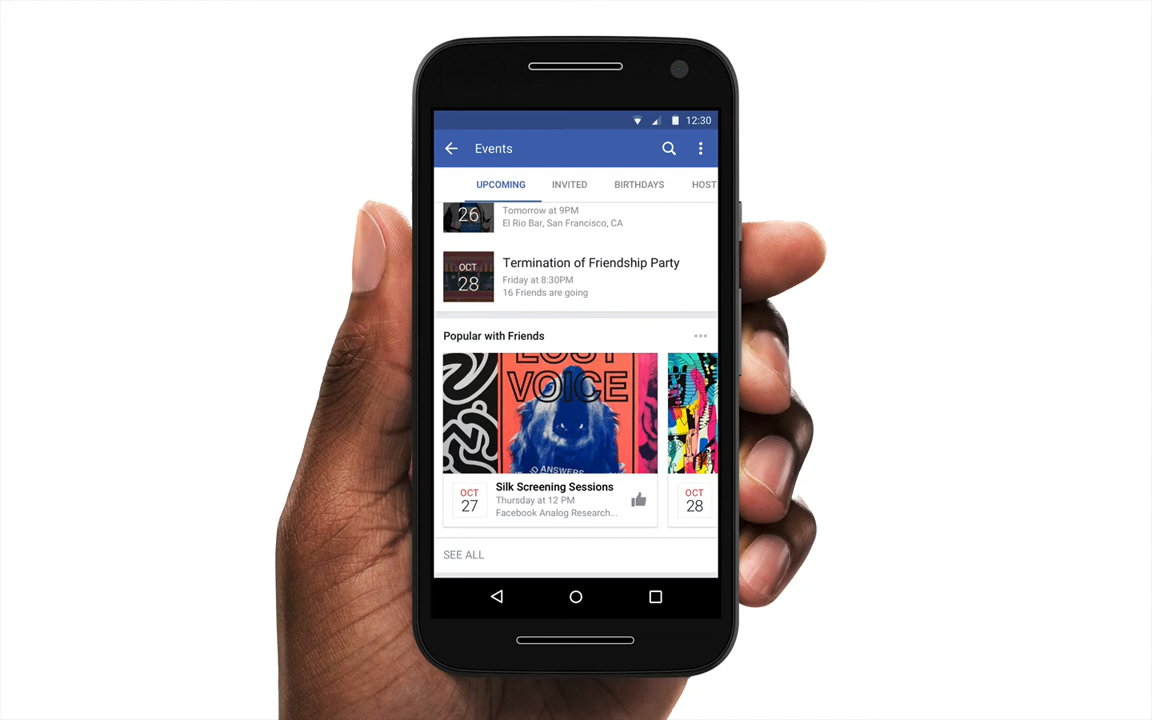 12:30
Events
UPCOMING INVITED BIRTHDAYS HOST
26
Tomorrow at 9PM
El Rio Bar, San Francisco, CA
OCT
28
Termination of Friendship Party
Friday at 8:30PM
16 Friends are going
Popular with Friends
LOST
VOICE
ANSWERS
OCT
27
Silk Screening Sessions
Thursday at 12 PM
Facebook Analog Research...
OCT
28
SEE ALL